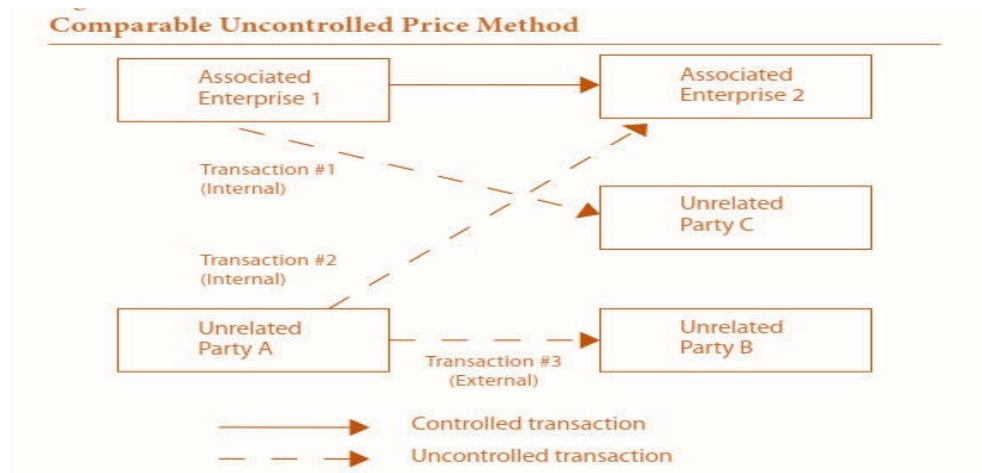 Comparable Uncontrolled Price Method
Associated
Enterprise 1
Associated
Enterprise 2
Transaction #1
(Internal)
Unrelated
Party C
Transaction #2
(Internal)
Unrelated
Party A
Unrelated
Party B
Transaction #3
(External)
Controlled transaction
Uncontrolled transaction